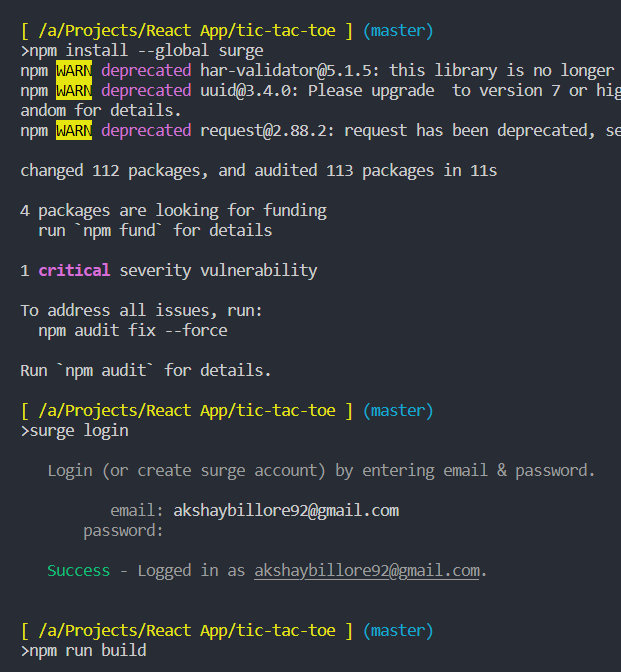 [ /a/Projects/React App/tic-tac-toe ] (master)
>npm install --global surge
npm WARN deprecated har-validator@5.1.5: this library is no longer
npm WARN deprecated uuid@3.4.0: Please upgrade  to version 7 or hig
andom for details.
npm WARN deprecated request@2.88.2: request has been deprecated, se
changed 112 packages, and audited 113 packages in 11s
4 packages are looking for funding
  run `npm fund` for details
1 critical severity vulnerability
To address all issues, run:
  npm audit fix --force
Run `npm audit` for details.
[ /a/Projects/React App/tic-tac-toe ] (master)
>surge login
   Login (or create surge account) by entering email & password.
          email: akshaybillore92@gmail.com
       password:
   Success - Logged in as akshaybillore92@gmail.com.
[ /a/Projects/React App/tic-tac-toe ] (master)
>npm run build